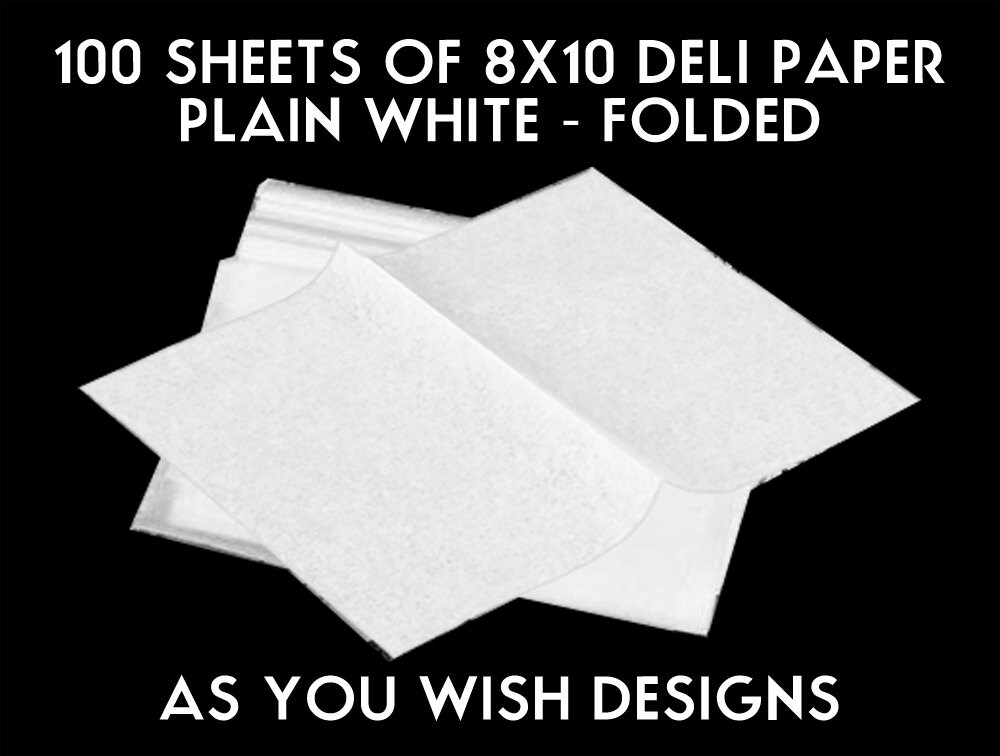 100 SHEETS OF 8X10 DELI PAPER
PLAIN WHITE - FOLDED
AS YOU WISH DESIGNS